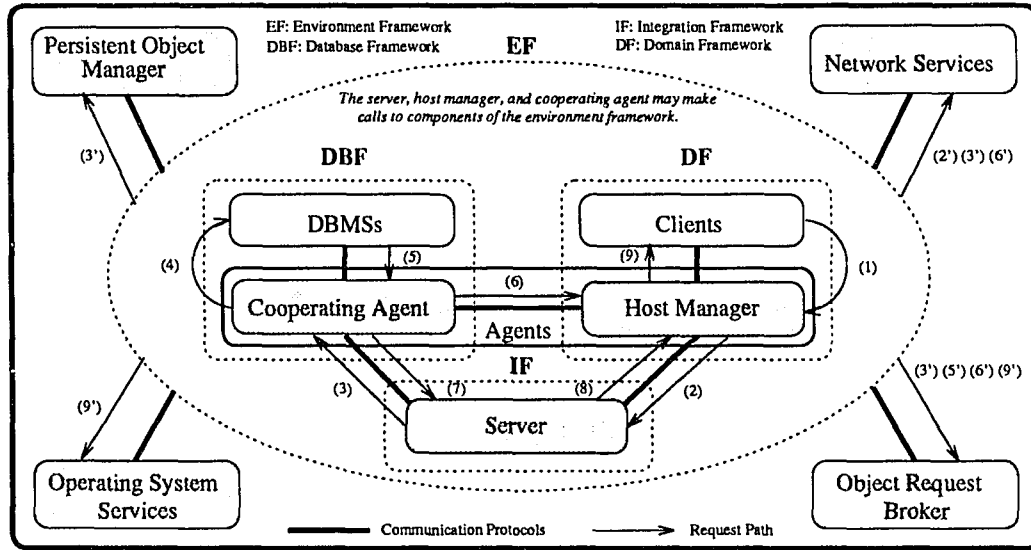 EF: Environment Framework
IF: Integration Framework
DBF: Database Framework
DF: Domain Framework
EF
Persistent Object
Manager
Network Services
The server, host manager, and cooperating agent may make
calls to components of the environment framework.
(3')
(2') (3') (6')
DBF
DF
DBMSs
Clients
(4)
(5)
(9)
(1)
(6)
Cooperating Agent
Host Manager
Agents
IF
(3)
(7)
(8)
(2)
Server
(9')
(3') (5') (6') (9')
Operating System
Services
Object Request
Broker
Communication Protocols
Request Path